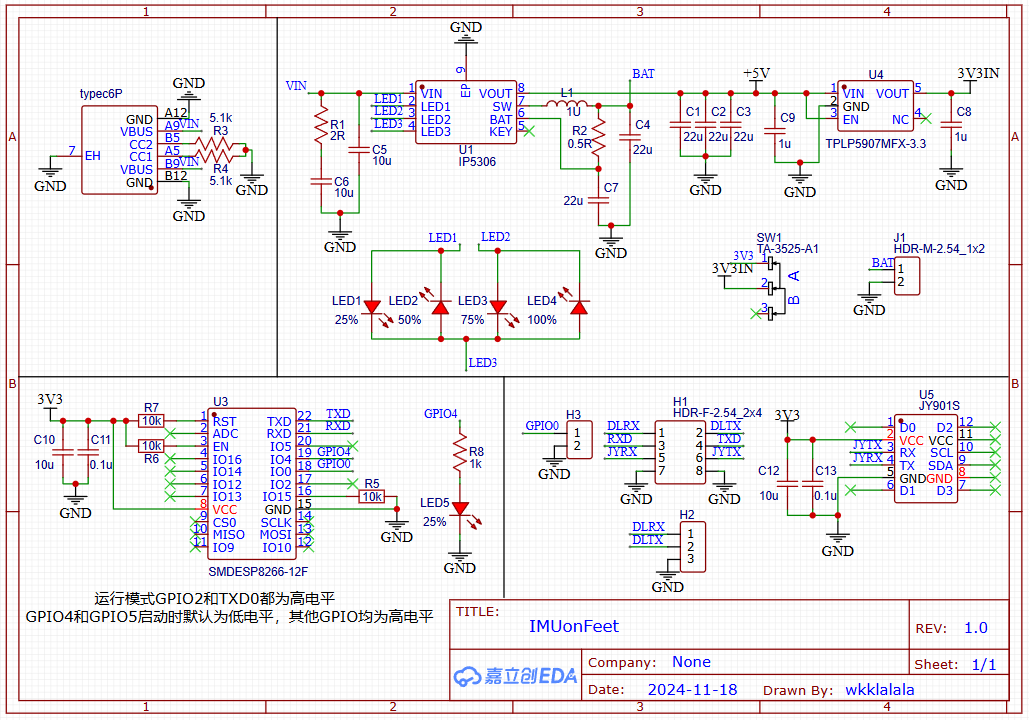 1 2 3 4
A
B
typec6P
GND
GND A12
VBUS A9 VIN
CC2 B5
CC1 A5
VBUS B9 VIN
GND B12
7 EH
GND
5.1k
R3
R4
5.1k
GND
GND
VIN
R1
2R
C5
10u
C6
10u
GND
GND
9
EP
LED1 1 VIN VOUT 8
LED1 2 LED1 SW 7
LED2 3 LED2 BAT 6
LED3 4 LED3 KEY 5
U1
IP5306
L1
1U
BAT
R2
0.5R
C4
22u
C7
22u
GND
C1 C2 C3
22u 22u 22u
GND
+5V
C9
1u
GND
U4
1 VIN VOUT 5
2 GND
3 EN NC 4
TPLP5907MFX-3.3
3V3IN
C8
1u
GND
LED1 LED2
LED1 LED2 LED3 LED4
25% 50% 75% 100%
LED3
SW1
TA-3525-A1
3V3 1
3V3IN
2
3
A
B
J1
HDR-M-2.54_1x2
BAT 1
2
GND
3V3
C10
10u
C11
0.1u
GND
R7
10k
10k
R6
U3
1 RST TXD 22 TXD
2 ADC RXD 21 RXD
3 EN IO5 20
4 IO16 IO4 19 GPIO4
5 IO14 IO0 18 GPIO0
6 IO12 IO2 17
7 IO13 IO15 16
8 VCC GND 15
9 CS0 SCLK 14
10 MISO MOSI 13
11 IO9 IO10 12
SMDESP8266-12F
R5
10k
GND
运行模式GPIO2和TXD0都为高电平
GPIO4和GPIO5启动时默认为低电平，其他GPIO均为高电平
GPIO4
R8
1k
LED5
25%
GND
H3
GPIO0 1
2
GND
H1
HDR-F-2.54_2x4
DLRX 1 2 DLTX
RXD 3 4 TXD
JYRX 5 6 JYTX
7 8
GND GND
H2
DLRX 1
DLTX 2
3
GND
3V3
C12
10u
C13
0.1u
GND
U5
JY901S
1 D0 D2 12
2 VCC VCC 11
JYTX 3 RX SCL 10
JYRX 4 TX SDA 9
5 GND GND 8
6 D1 D3 7
TITLE:
IMUonFeet
REV: 1.0
嘉立创EDA
Company: None
Sheet: 1/1
Date: 2024-11-18 Drawn By: wkklalala
1 2 3 4
A
B